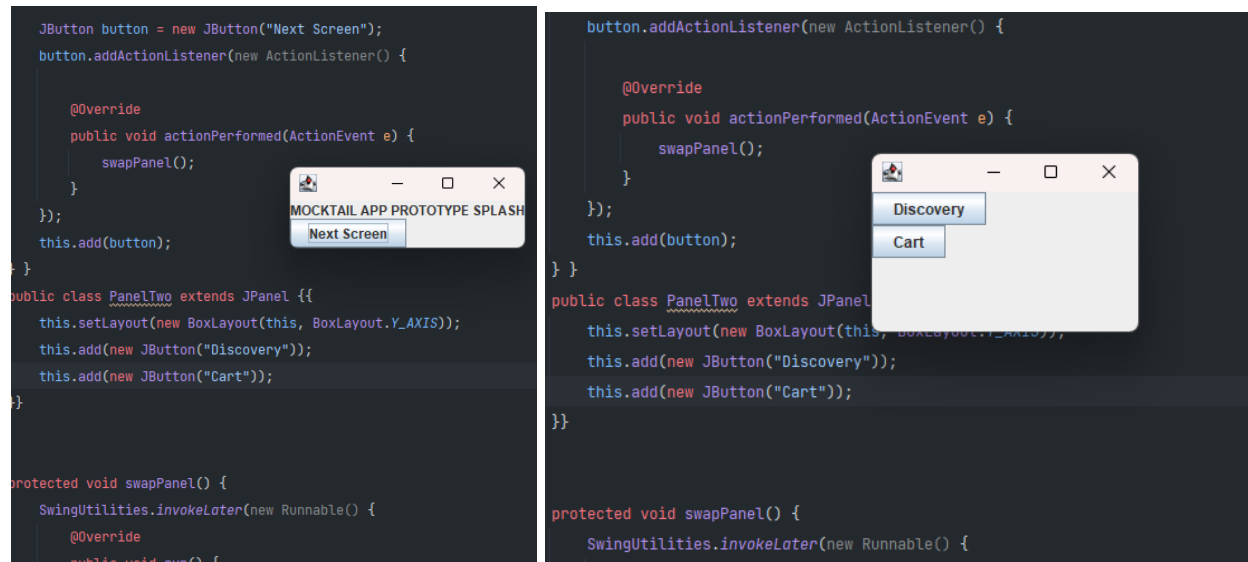 JButton button = new JButton("Next Screen");
button.addActionListener(new ActionListener() {
@Override
public void actionPerformed(ActionEvent e) {
swapPanel();
}
});
this.add(button);
} }
public class PanelTwo extends JPanel {{
this.setLayout(new BoxLayout(this, BoxLayout.Y_AXIS));
this.add(new JButton("Discovery"));
this.add(new JButton("Cart"));
}}
protected void swapPanel() {
SwingUtilities.invokeLater(new Runnable() {
@Override
public void run() {
MOCKTAIL APP PROTOTYPE SPLASH
Next Screen
button.addActionListener(new ActionListener() {
@Override
public void actionPerformed(ActionEvent e) {
swapPanel();
}
});
this.add(button);
} }
public class PanelTwo extends JPanel
this.setLayout(new BoxLayout(this, BoxLayout.Y_AXIS));
this.add(new JButton("Discovery"));
this.add(new JButton("Cart"));
}}
protected void swapPanel() {
SwingUtilities.invokeLater(new Runnable() {
Discovery
Cart